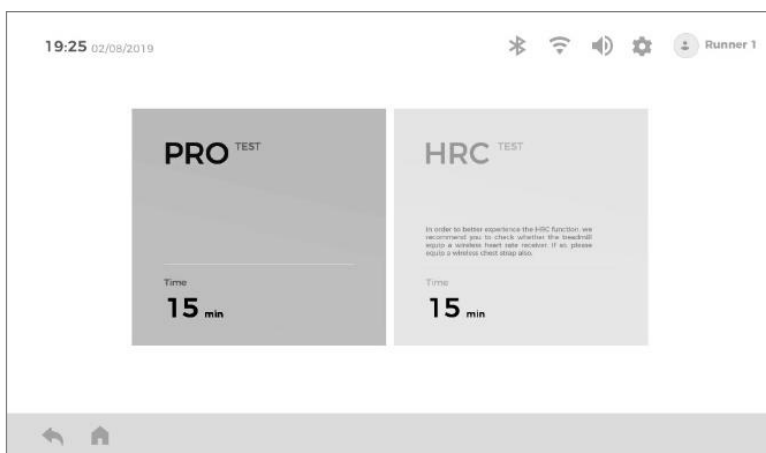 19:25 02/08/2019
Runner 1
PRO TEST
Time
15 min
HRC TEST
In order to better experience the HRC function, we
recommend you to check whether the treadmill
equip a wireless heart rate receiver. If so, please
equip a wireless chest strap also.
Time
15 min